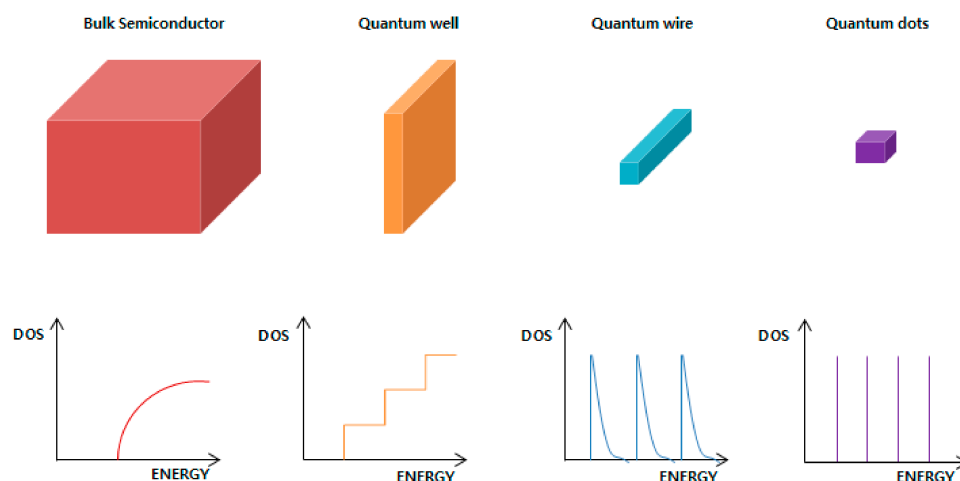 Bulk Semiconductor
Quantum well
Quantum wire
Quantum dots
DOS
ENERGY
DOS
ENERGY
DOS
ENERGY
DOS
ENERGY